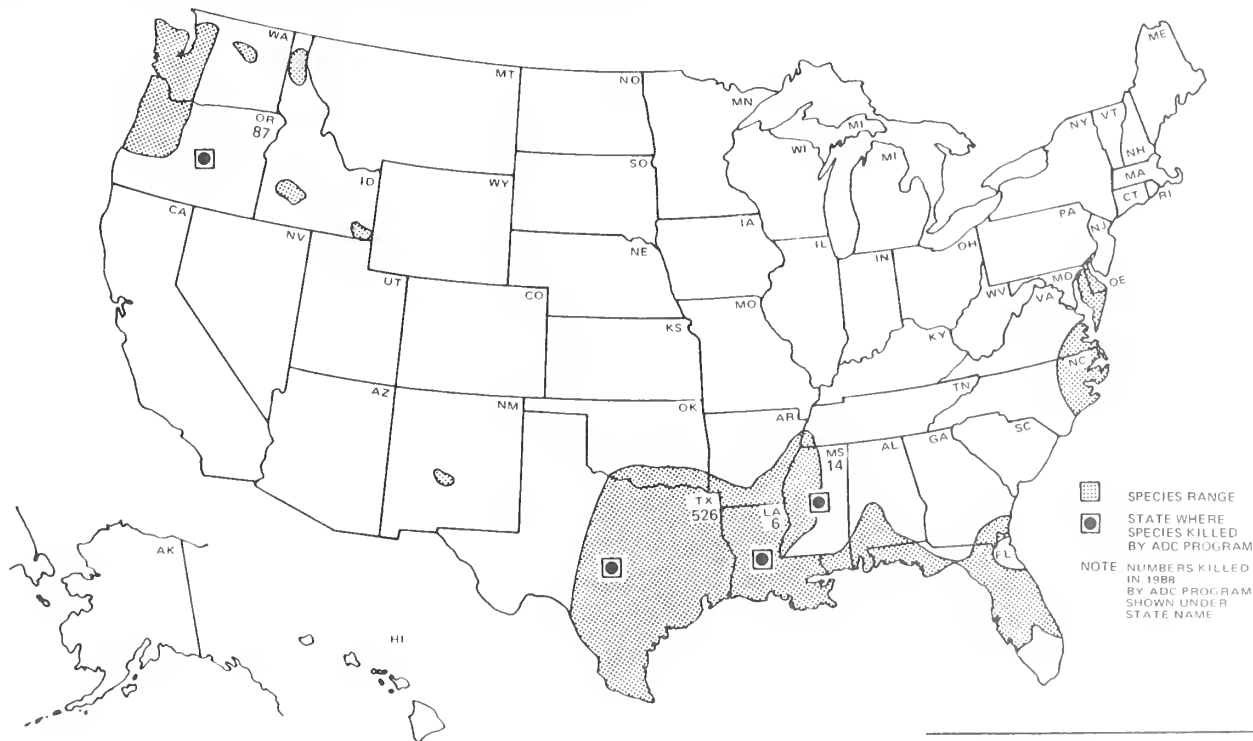 WA
MT
NO
MN
ME
OR
87
ID
WY
SO
WI
MI
MI
NY
VT
NH
MA
CT
RI
CA
NV
UT
CO
NE
IA
IL
IN
OH
PA
NJ
MD
OE
WV
VA
KS
MO
KY
NC
AZ
NM
OK
AR
TN
SC
TX
526
LA
6
MS
14
AL
GA
FL
AK
HI
SPECIES RANGE
STATE WHERE
SPECIES KILLED
BY ADC PROGRAM
NOTE NUMBERS KILLED
IN 1988
BY ADC PROGRAM
SHOWN UNDER
STATE NAME